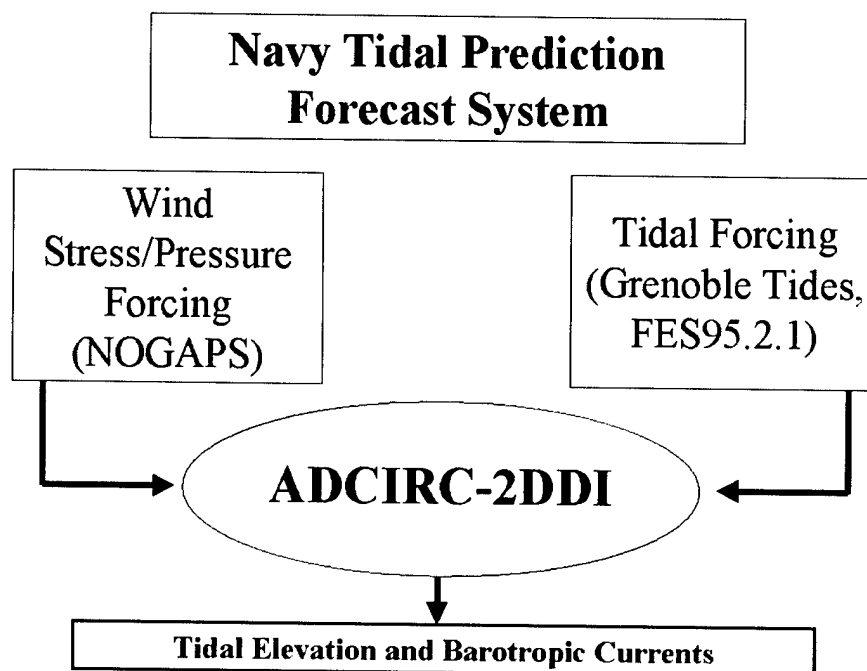 Navy Tidal Prediction
Forecast System
Wind
Stress/Pressure
Forcing
(NOGAPS)
Tidal Forcing
(Grenoble Tides,
FES95.2.1)
ADCIRC-2DDI
Tidal Elevation and Barotropic Currents